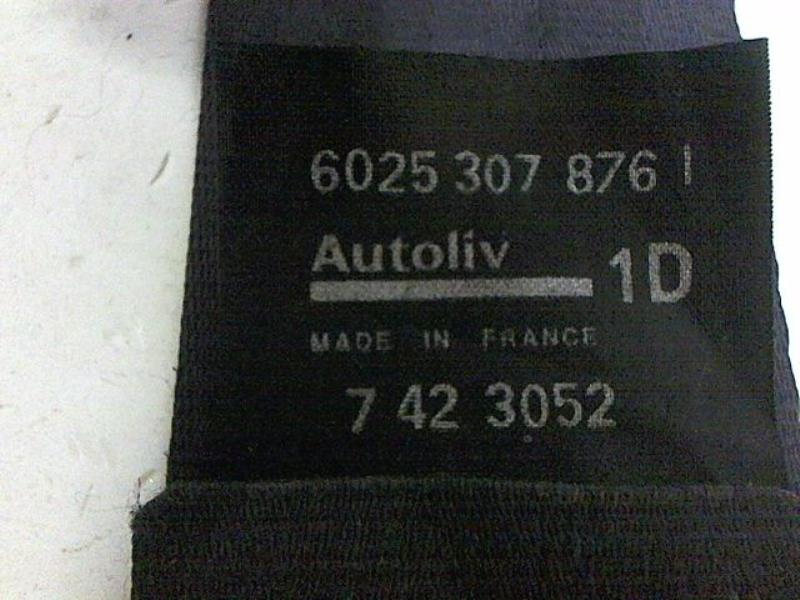 6025 307 876 I
Autoliv
1D
MADE IN FRANCE
7 42 3052